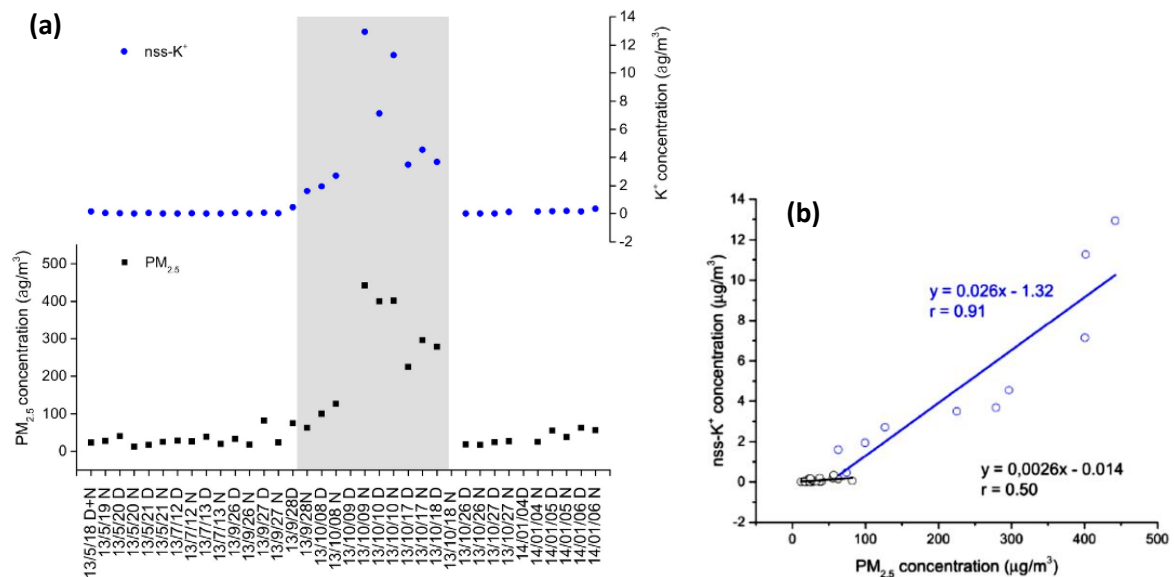 (a)
nss-K⁺
14
12
10
8
6
4
2
0
-2
K⁺ concentration (ag/m³)
PM₂.₅
500
400
300
200
100
0
PM₂.₅ concentration (ag/m³)
13/5/18 D+N
13/5/19 N
13/5/20 D
13/5/20 N
13/5/21 D
13/5/21 N
13/7/12 D
13/7/12 N
13/7/13 D
13/7/13 N
13/9/26 D
13/9/26 N
13/9/27 D
13/9/27 N
13/9/28D
13/9/28N
13/10/08 D
13/10/08 N
13/10/09 D
13/10/09 N
13/10/10 D
13/10/10 N
13/10/17 D
13/10/17 N
13/10/18 D
13/10/18 N
13/10/26 D
13/10/26 N
13/10/27 D
13/10/27 N
14/01/04D
14/01/04 N
14/01/05 D
14/01/05 N
14/01/06 D
14/01/06 N
(b)
14
12
10
8
6
4
2
0
-2
nss-K⁺ concentration (µg/m³)
y = 0.026x - 1.32
r = 0.91
y = 0,0026x - 0.014
r = 0.50
0
100
200
300
400
500
PM₂.₅ concentration (µg/m³)